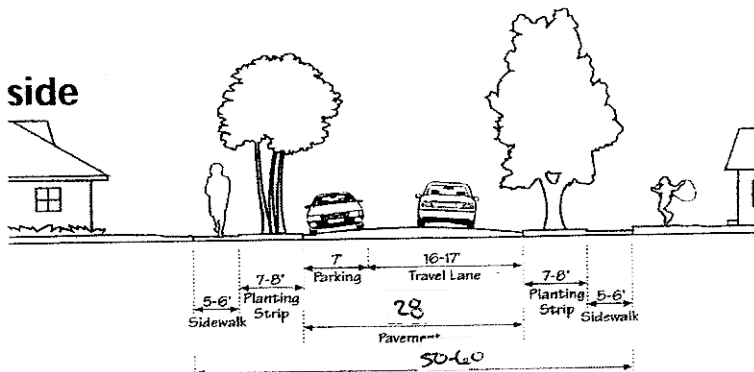 side
7'
Parking
16-17'
Travel Lane
5-6'
Sidewalk
7-8'
Planting
Strip
7-8'
Planting
Strip
5-6'
Sidewalk
28
Pavement
50-60